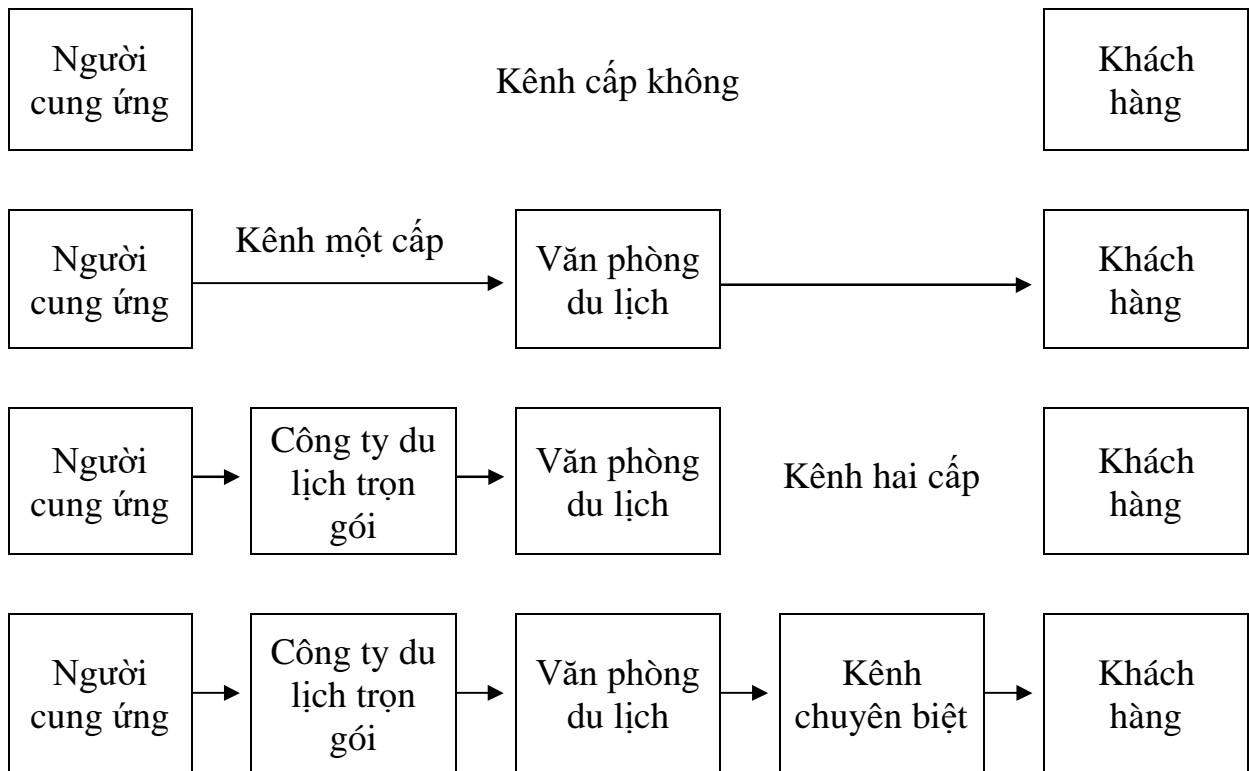 Người
cung ứng
Kênh cấp không
Khách
hàng
Người
cung ứng
Kênh một cấp
Văn phòng
du lịch
Khách
hàng
Người
cung ứng
Công ty du
lịch trọn
gói
Văn phòng
du lịch
Kênh hai cấp
Khách
hàng
Người
cung ứng
Công ty du
lịch trọn
gói
Văn phòng
du lịch
Kênh
chuyên biệt
Khách
hàng